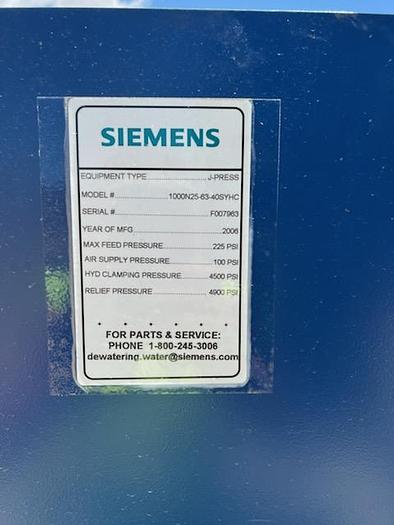 SIEMENS
EQUIPMENT TYPE..................J-PRESS
MODEL #..................1000N25-63-40SYHC
SERIAL #..................F007963
YEAR OF MFG..................2006
MAX FEED PRESSURE..................225 PSI
AIR SUPPLY PRESSURE..................100 PSI
HYD CLAMPING PRESSURE..................4500 PSI
RELIEF PRESSURE..................4900 PSI
FOR PARTS & SERVICE:
PHONE 1-800-245-3006
dewatering.water@siemens.com